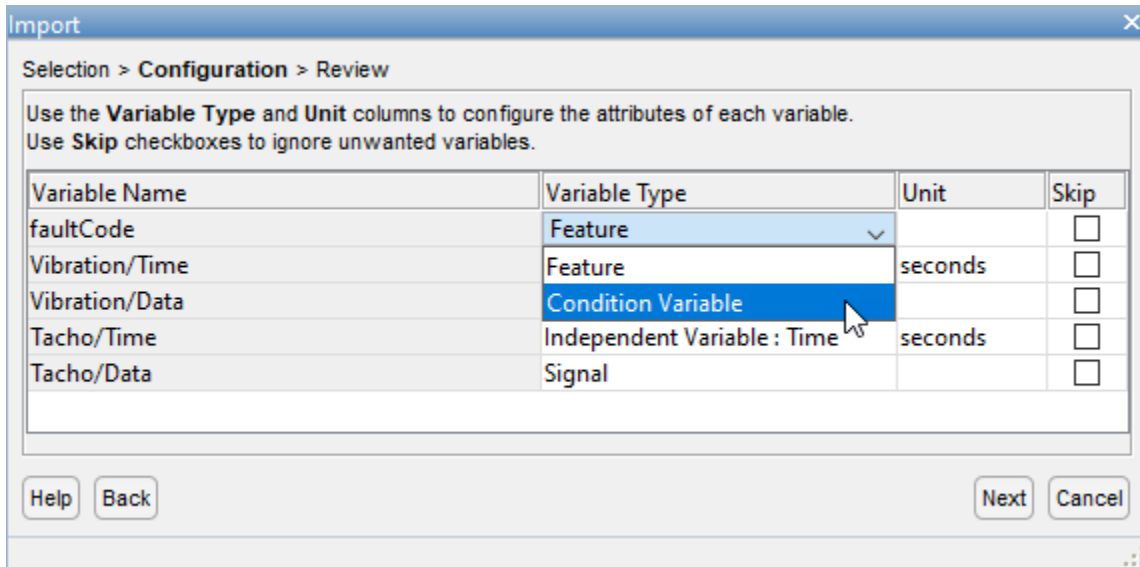 Import
Selection > Configuration > Review
Use the Variable Type and Unit columns to configure the attributes of each variable.
Use Skip checkboxes to ignore unwanted variables.
Variable Name Variable Type Unit Skip
faultCode Feature
Vibration/Time Feature seconds
Vibration/Data Condition Variable
Tacho/Time Independent Variable : Time seconds
Tacho/Data Signal
Help Back Next Cancel